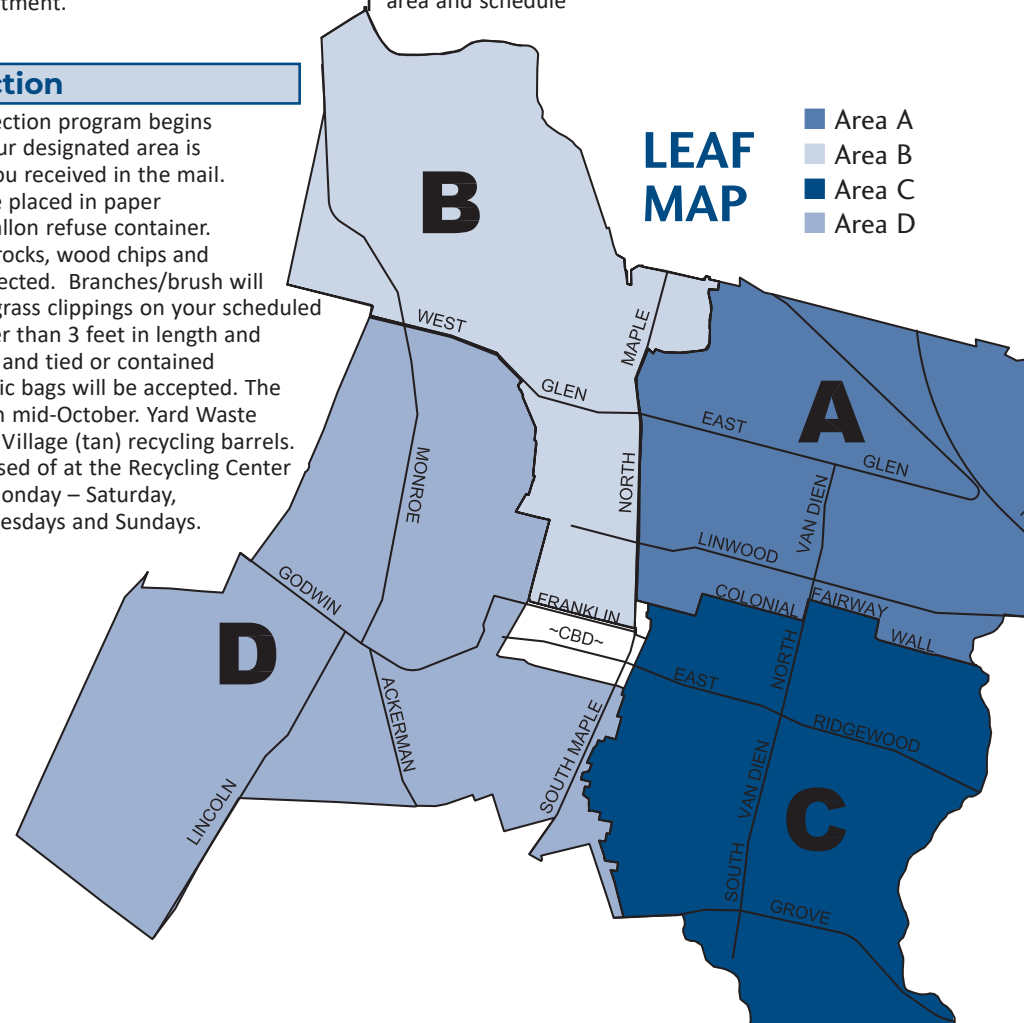 tment.
area and schedule
ction
ection program begins
ur designated area is
ou received in the mail.
e placed in paper
allon refuse container.
rocks, wood chips and
ected.  Branches/brush will
grass clippings on your scheduled
er than 3 feet in length and
and tied or contained
ic bags will be accepted. The
n mid-October. Yard Waste
Village (tan) recycling barrels.
sed of at the Recycling Center
onday – Saturday,
esdays and Sundays.
LEAF
MAP
Area A
Area B
Area C
Area D
B
WEST
MAPLE
GLEN
A
EAST
GLEN
MONROE
NORTH
VAN DIEN
LINWOOD
GODWIN
FRANKLIN
~CBD~
COLONIAL
FAIRWAY
WALL
D
NORTH
EAST
RIDGEWOOD
ACKERMAN
SOUTH MAPLE
LINCOLN
VAN DIEN
C
SOUTH
GROVE